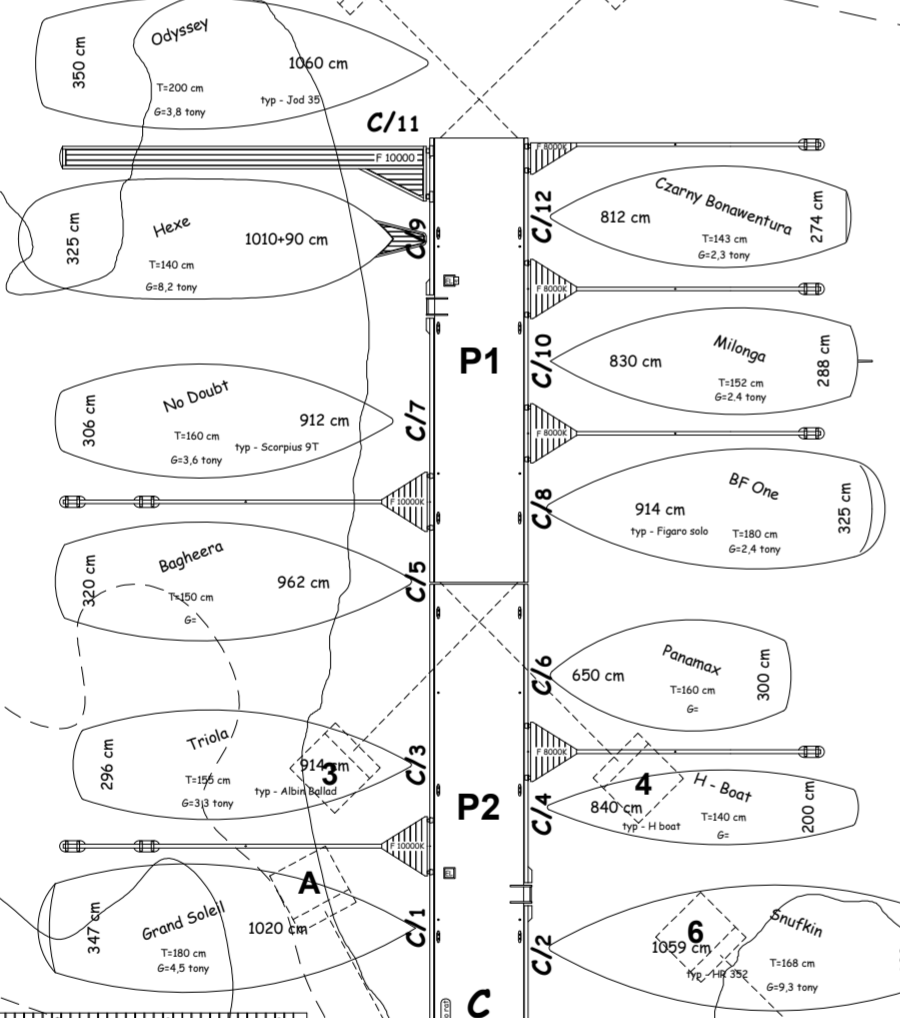 Odyssey
350 cm
1060 cm
T=200 cm
typ - Jod 35
G=3,8 tony
C/11
F 10000
F 8000K
Hexe
325 cm
1010+90 cm
T=140 cm
G=8,2 tony
C/9
C/12
Czarny Bonawentura
812 cm
274 cm
T=143 cm
G=2,3 tony
F 8000K
P1
C/10
Milonga
830 cm
288 cm
T=152 cm
G=2.4 tony
No Doubt
306 cm
912 cm
T=160 cm
typ - Scorpius 9T
G=3,6 tony
C/7
F 8000K
F 10000K
C/8
BF One
914 cm
325 cm
typ - Figaro solo
T=180 cm
G=2,4 tony
Bagheera
320 cm
962 cm
T=150 cm
G=
C/5
C/6
Panamax
650 cm
300 cm
T=160 cm
G=
Triola
296 cm
914 cm
3
T=155 cm
typ - Albin Ballad
G=3,3 tony
C/3
F 8000K
P2
C/4
4
H - Boat
840 cm
200 cm
T=140 cm
typ - H boat
G=
F 10000K
A
Grand Soleil
347 cm
1020 cm
T=180 cm
G=4,5 tony
C/1
C/2
6
Snufkin
1059 cm
T=168 cm
typ - HR 352
G=9,3 tony
C